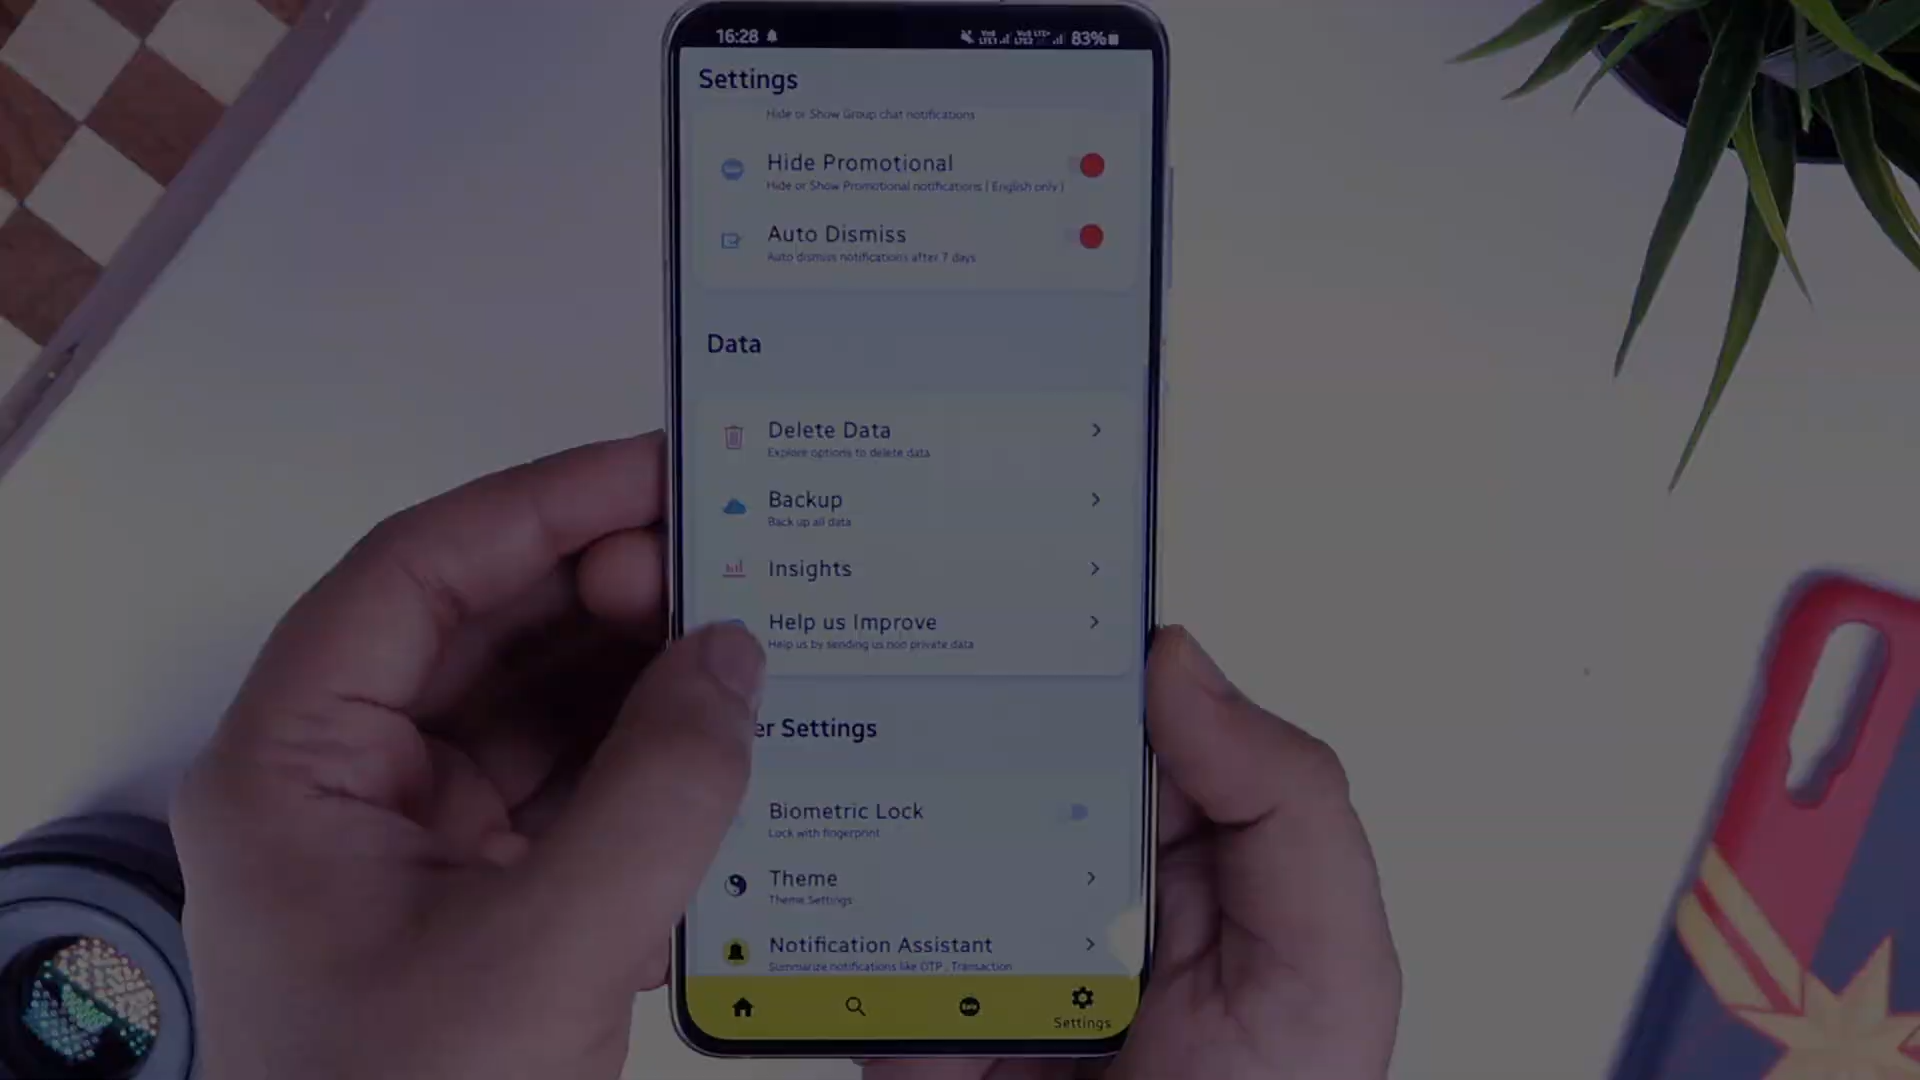 16:28
83%
Settings
Hide or Show Group chat notifications
Hide Promotional
Hide or Show Promotional notifications ( English only )
Auto Dismiss
Auto dismiss notifications after 7 days
Data
Delete Data
Explore options to delete data
Backup
Back up all data
Insights
Help us Improve
Help us by sending us non private data
er Settings
Biometric Lock
Lock with fingerprint
Theme
Theme Settings
Notification Assistant
Summarize notifications like OTP , Transaction
Settings